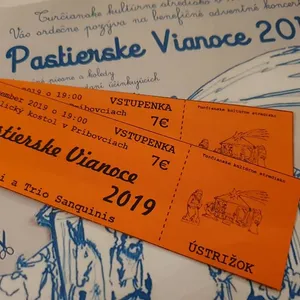 Turčianske kultúrne stredisko
Vás srdečne pozýva na benefičný adventný koncert
Pastierske Vianoce 201
piesne a koledy
2019 o 19:00
VSTUPENKA
7€
Turčianske kultúrne stredisko
ember 2019 o 19:00
VSTUPENKA
lický kostol v Príbovciach
7€
Turčianske kultúrne stredisko
astierske Vianoce
2019
i a Trio Sanquinis
ÚSTRIŽOK